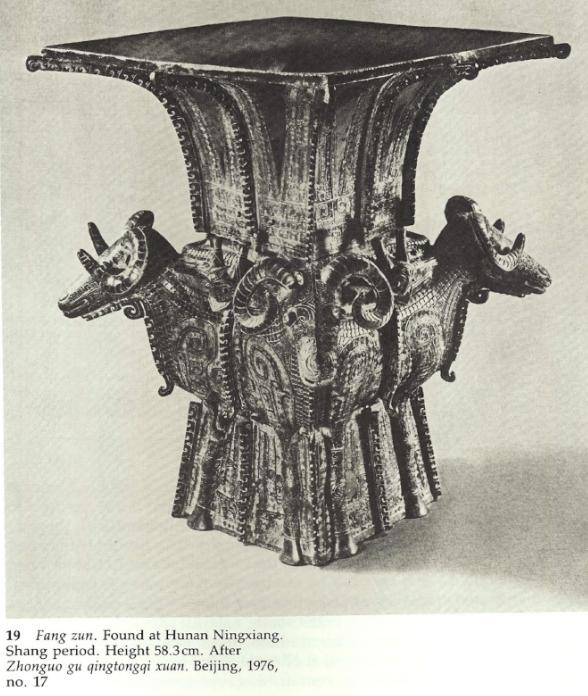 19 Fang zun. Found at Hunan Ningxiang.
Shang period. Height 58.3cm. After
Zhonguo gu qingtongqi xuan. Beijing, 1976,
no. 17